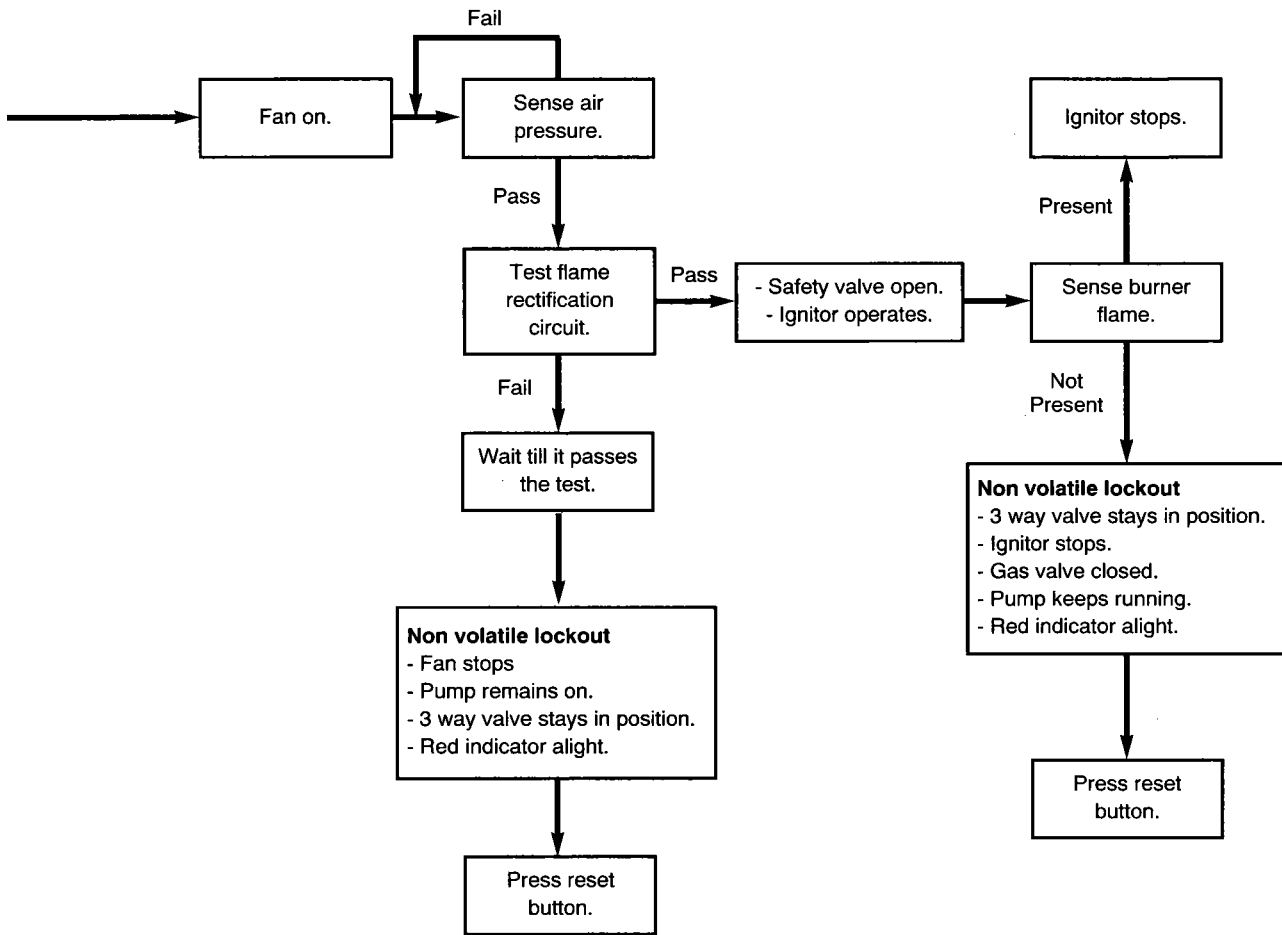 Fail
Fan on.
Sense air
pressure.
Ignitor stops.
Pass
Present
Test flame
rectification
circuit.
Pass
- Safety valve open.
- Ignitor operates.
Sense burner
flame.
Fail
Not
Present
Wait till it passes
the test.
Non volatile lockout
- 3 way valve stays in position.
- Ignitor stops.
- Gas valve closed.
- Pump keeps running.
- Red indicator alight.
Non volatile lockout
- Fan stops
- Pump remains on.
- 3 way valve stays in position.
- Red indicator alight.
Press reset
button.
Press reset
button.